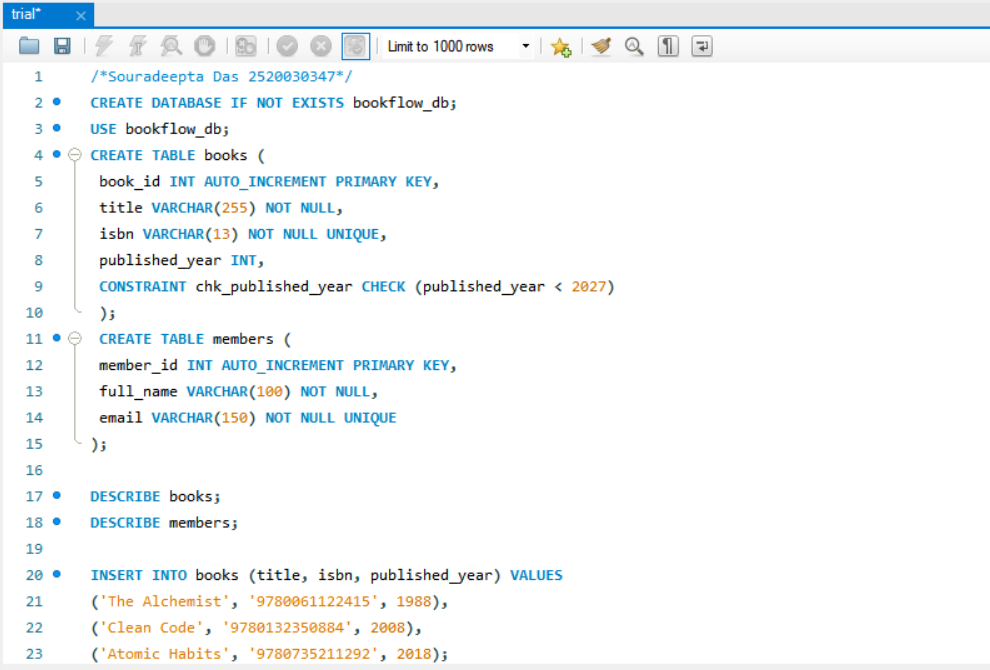 trial*
Limit to 1000 rows
1 /*Souradeepta Das 2520030347*/
2 CREATE DATABASE IF NOT EXISTS bookflow_db;
3 USE bookflow_db;
4 CREATE TABLE books (
5 book_id INT AUTO_INCREMENT PRIMARY KEY,
6 title VARCHAR(255) NOT NULL,
7 isbn VARCHAR(13) NOT NULL UNIQUE,
8 published_year INT,
9 CONSTRAINT chk_published_year CHECK (published_year < 2027)
10 );
11 CREATE TABLE members (
12 member_id INT AUTO_INCREMENT PRIMARY KEY,
13 full_name VARCHAR(100) NOT NULL,
14 email VARCHAR(150) NOT NULL UNIQUE
15 );
16
17 DESCRIBE books;
18 DESCRIBE members;
19
20 INSERT INTO books (title, isbn, published_year) VALUES
21 ('The Alchemist', '9780061122415', 1988),
22 ('Clean Code', '9780132350884', 2008),
23 ('Atomic Habits', '9780735211292', 2018);